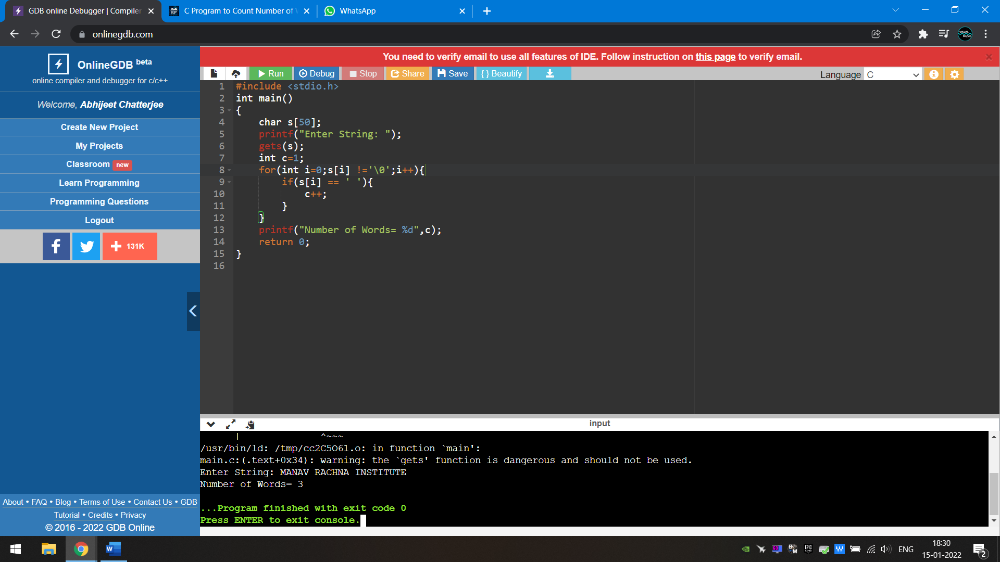 GDB online Debugger | Compiler
C Program to Count Number of
WhatsApp
onlinegdb.com
OnlineGDB beta
online compiler and debugger for c/c++
Welcome, Abhijeet Chatterjee
Create New Project
My Projects
Classroom new
Learn Programming
Programming Questions
Logout
131K
About • FAQ • Blog • Terms of Use • Contact Us • GDB
Tutorial • Credits • Privacy
© 2016 - 2022 GDB Online
You need to verify email to use all features of IDE. Follow instruction on this page to verify email.
Run Debug Stop Share Save {} Beautify
Language C
1 #include <stdio.h>
2 int main()
3 {
4     char s[50];
5     printf("Enter String: ");
6     gets(s);
7     int c=1;
8     for(int i=0;s[i] !='\0';i++){
9         if(s[i] == ' '){
10             c++;
11         }
12     }
13     printf("Number of Words= %d",c);
14     return 0;
15 }
16
input
|               ^~~~
/usr/bin/ld: /tmp/cc2C5O61.o: in function `main':
main.c:(.text+0x34): warning: the `gets' function is dangerous and should not be used.
Enter String: MANAV RACHNA INSTITUTE
Number of Words= 3
...Program finished with exit code 0
Press ENTER to exit console.
ENG
18:30
15-01-2022
2